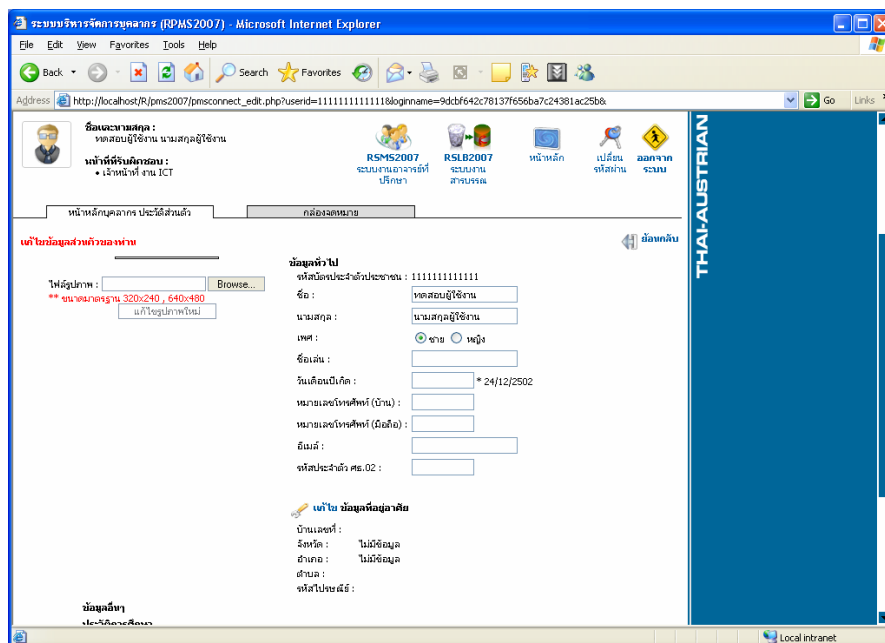 ระบบบริหารจัดการบุคลากร (RPMS2007) - Microsoft Internet Explorer
File Edit View Favorites Tools Help
Back Search Favorites
Address http://localhost/R/pms2007/pmsconnect_edit.php?userid=1111111111111&loginname=9dcbf642c78137f656ba7c24381ac25b& Go Links
ชื่อและนามสกุล :
ทดสอบผู้ใช้งาน นามสกุลผู้ใช้งาน
หน้าที่ที่รับผิดชอบ :
• เจ้าหน้าที่ งาน ICT
RSMS2007
ระบบงานอาจารย์ที่
ปรึกษา
RSLB2007
ระบบงาน
สารบรรณ
หน้าหลัก
เปลี่ยน
รหัสผ่าน
ออกจาก
ระบบ
THAI-AUSTRIAN
หน้าหลักบุคลากร ประวัติส่วนตัว
กล่องจดหมาย
แก้ไขข้อมูลส่วนตัวของท่าน
ย้อนกลับ
ไฟล์รูปภาพ : Browse...
** ขนาดมาตรฐาน 320x240 , 640x480
แก้ไขรูปภาพใหม่
ข้อมูลทั่วไป
รหัสบัตรประจำตัวประชาชน : 1111111111111
ชื่อ : ทดสอบผู้ใช้งาน
นามสกุล : นามสกุลผู้ใช้งาน
เพศ : ชาย หญิง
ชื่อเล่น :
วันเดือนปีเกิด : * 24/12/2502
หมายเลขโทรศัพท์ (บ้าน) :
หมายเลขโทรศัพท์ (มือถือ) :
อีเมล์ :
รหัสประจำตัว ศธ.02 :
แก้ไข ข้อมูลที่อยู่อาศัย
บ้านเลขที่ :
จังหวัด : ไม่มีข้อมูล
อำเภอ : ไม่มีข้อมูล
ตำบล :
รหัสไปรษณีย์ :
ข้อมูลอื่นๆ
ประวัติการศึกษา
Local intranet